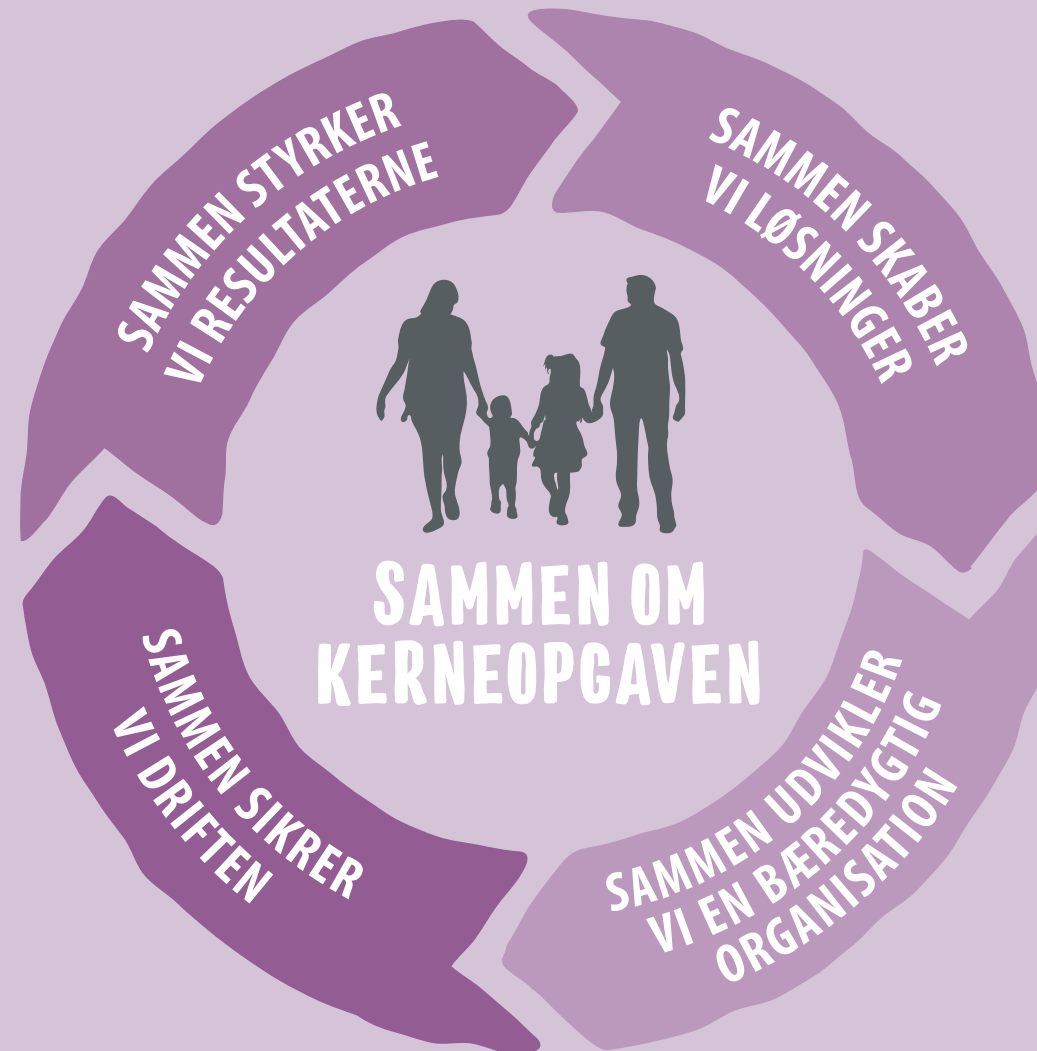 SAMMEN STYRKER
VI RESULTATERNE
SAMMEN SKABER
VI LØSNINGER
SAMMEN OM
KERNEOPGAVEN
SAMMEN SIKRER
VI DRIFTEN
SAMMEN UDVIKLER
VI EN BÆREDYGTIG
ORGANISATION